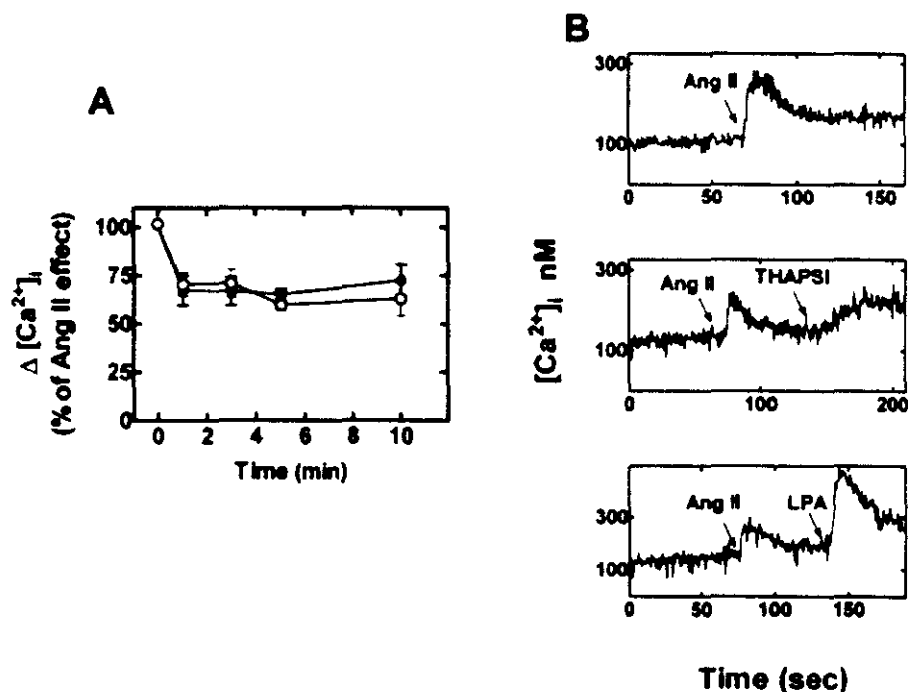 A
Δ [Ca²⁺]ᵢ
(% of Ang II effect)
100
75
50
25
0
0 2 4 6 8 10
Time (min)
B
[Ca²⁺]ᵢ nM
300
100
Ang II
0 50 100 150
300
100
Ang II
THAPSI
0 100 200
300
100
Ang II
LPA
0 50 100 150
Time (sec)